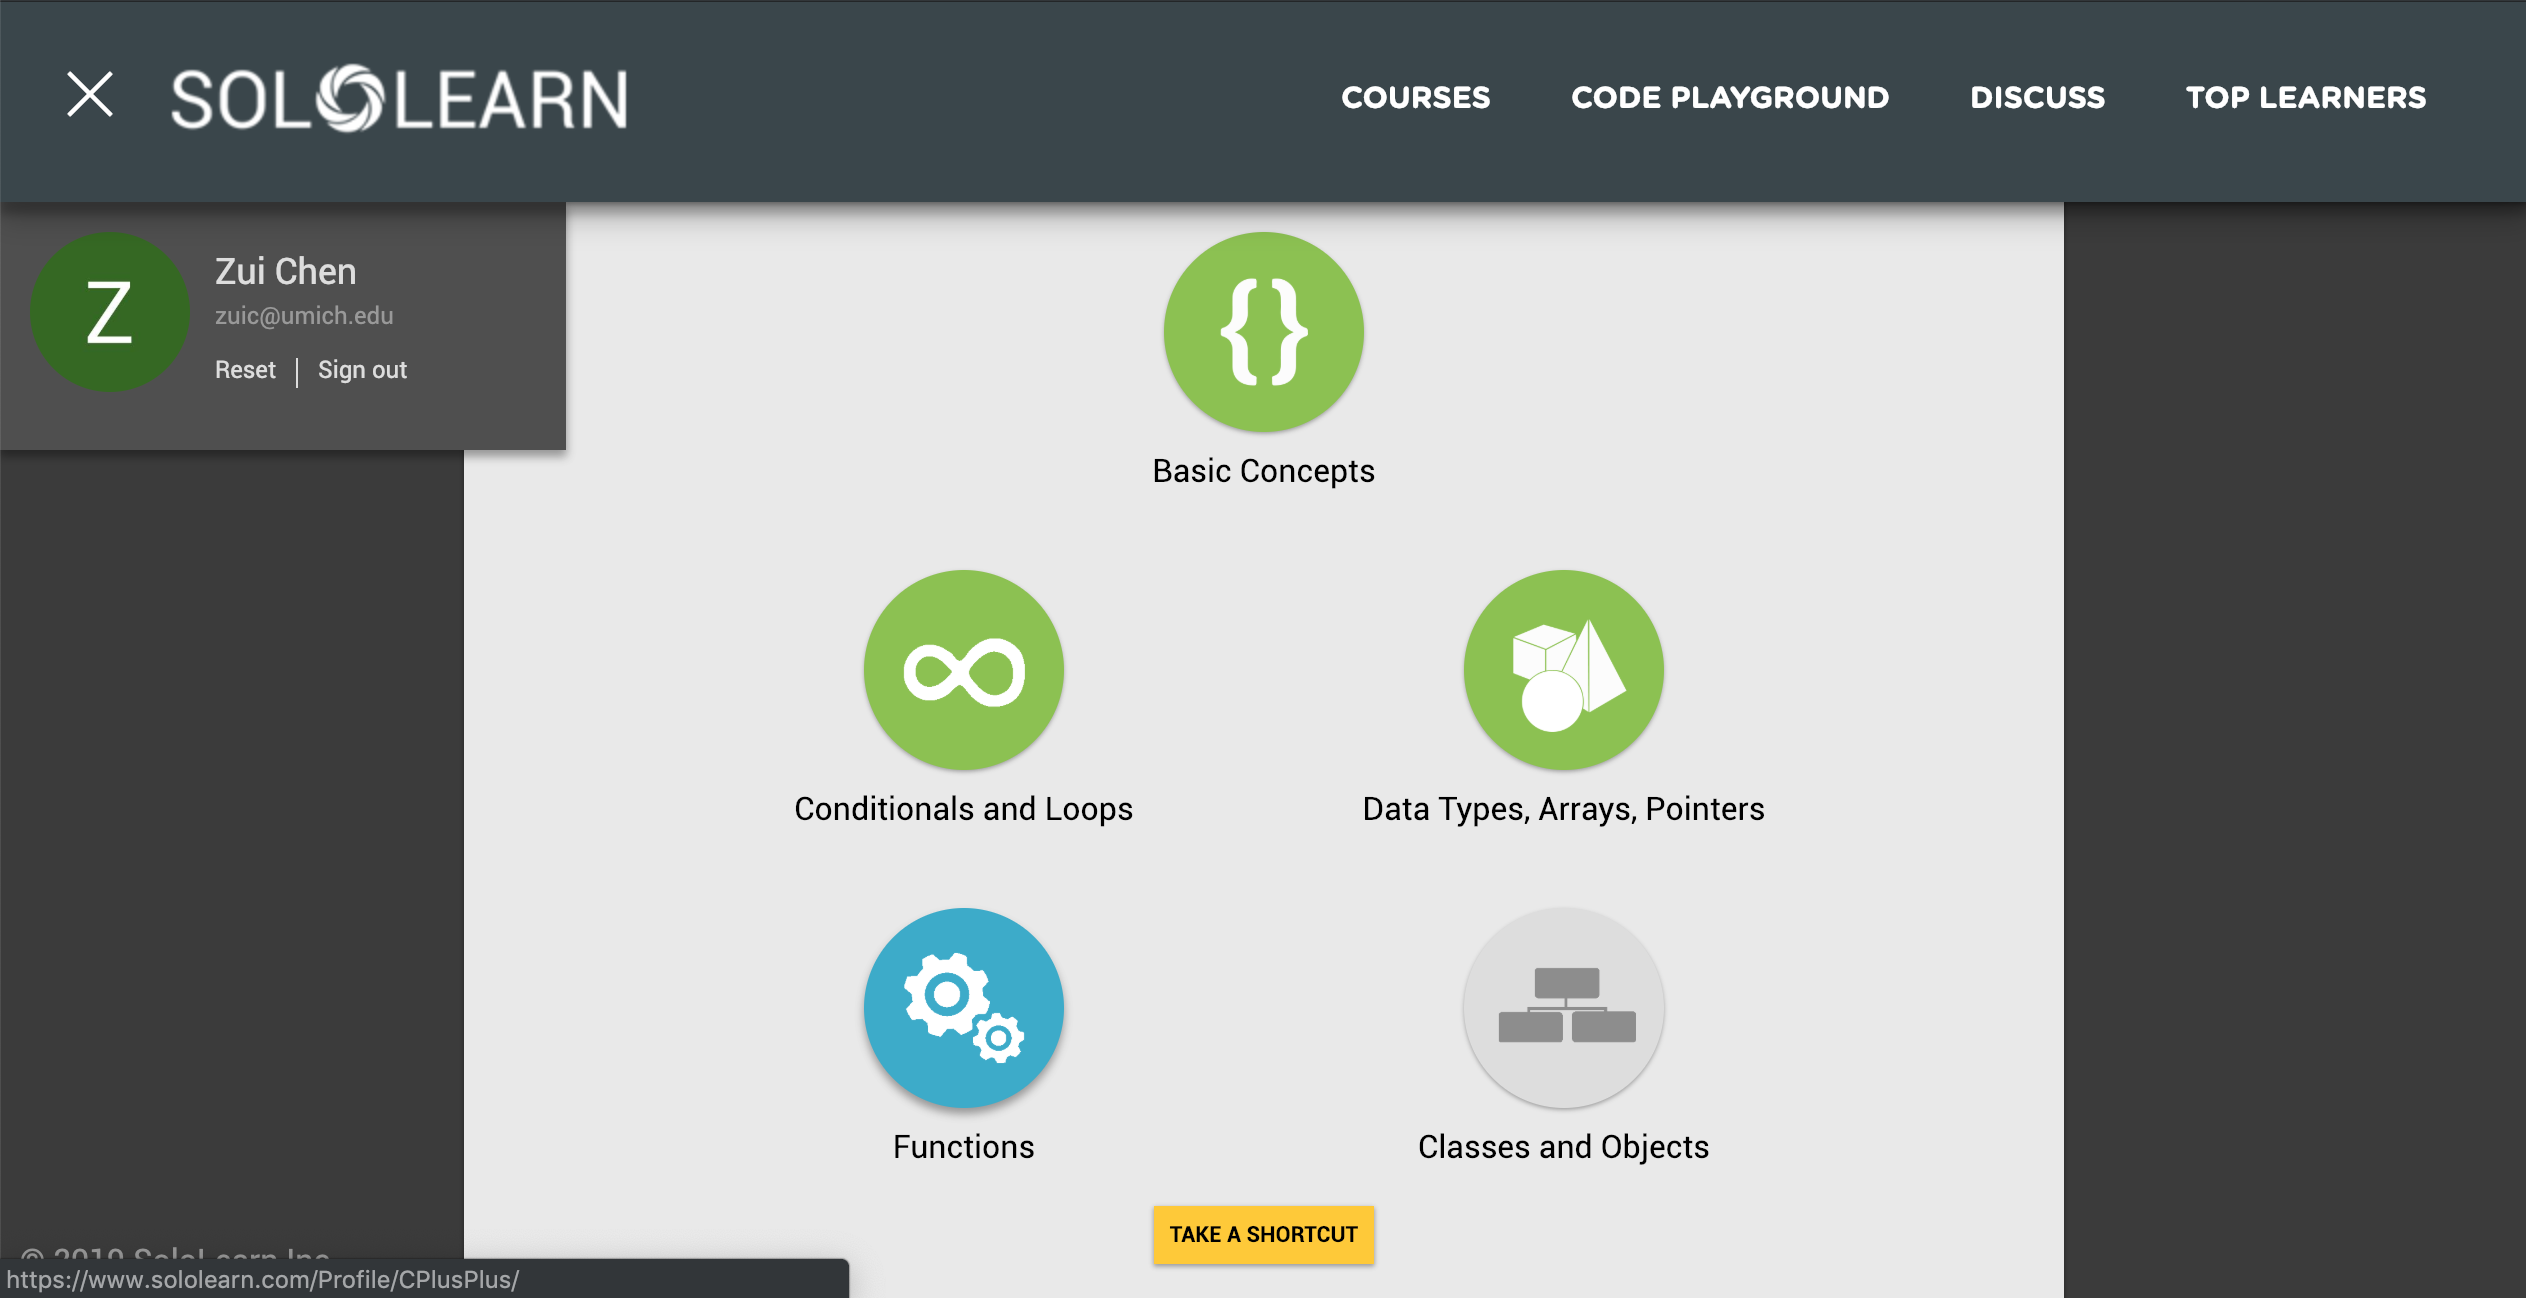 SOLOLEARN
COURSES
CODE PLAYGROUND
DISCUSS
TOP LEARNERS
Z
Zui Chen
zuic@umich.edu
Reset | Sign out
{}
Basic Concepts
Conditionals and Loops
Data Types, Arrays, Pointers
Functions
Classes and Objects
TAKE A SHORTCUT
© 2019 SoloLearn Inc.
https://www.sololearn.com/Profile/CPlusPlus/